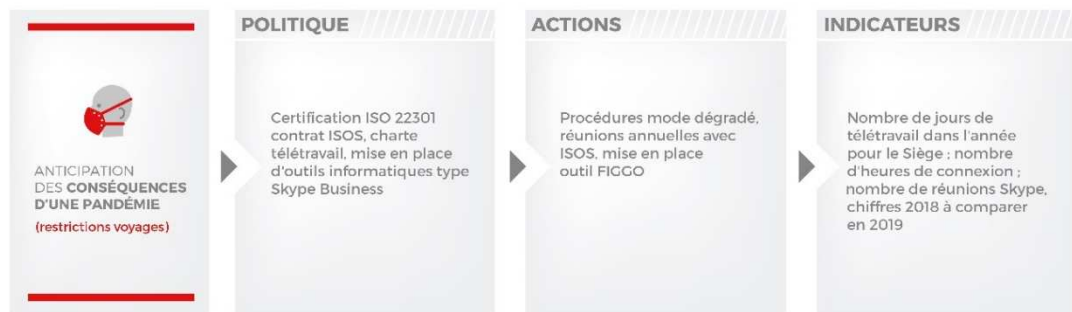 ANTICIPATION
DES CONSÉQUENCES
D'UNE PANDÉMIE
(restrictions voyages)
POLITIQUE
Certification ISO 22301
contrat ISOS, charte
télétravail, mise en place
d'outils informatiques type
Skype Business
ACTIONS
Procédures mode dégradé,
réunions annuelles avec
ISOS, mise en place
outil FIGGO
INDICATEURS
Nombre de jours de
télétravail dans l'année
pour le Siège ; nombre
d'heures de connexion ;
nombre de réunions Skype,
chiffres 2018 à comparer
en 2019